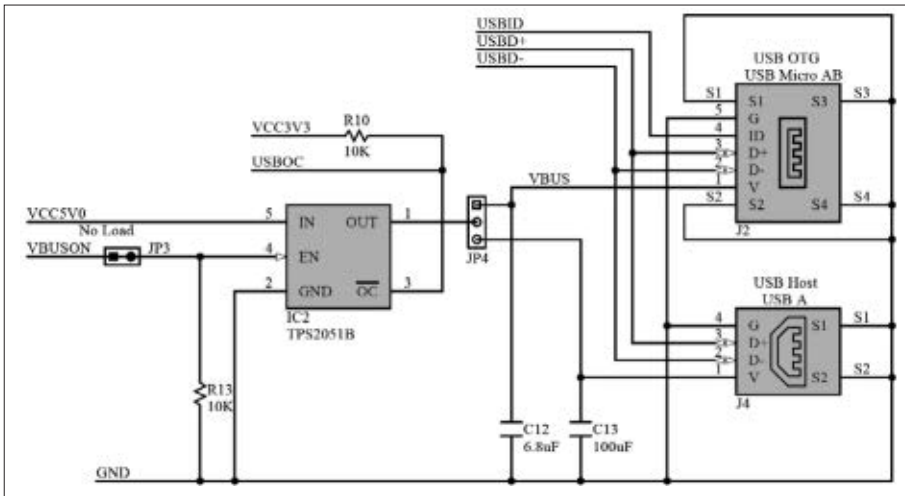 USBID
USBD+
USBD-
USB OTG
USB Micro AB
S1
S1
S3
S3
5
G
4
ID
3
D+
2
D-
1
V
S2
S2
S4
S4
J2
VBUS
VCC3V3
R10
10K
USBOC
VCC5V0
No Load
VBUSON
JP3
5
IN
OUT
1
4
EN
2
GND
OC
3
IC2
TPS2051B
JP4
USB Host
USB A
4
G
S1
S1
3
D+
2
D-
1
V
S2
S2
J4
R13
10K
C12
6.8uF
C13
100uF
GND